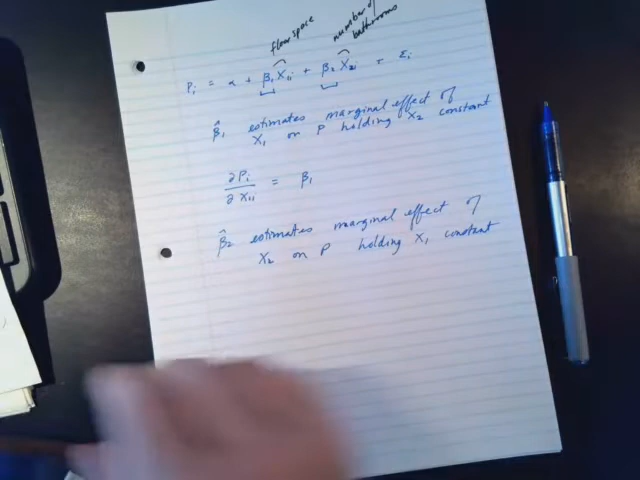 floor space
number of
bathrooms
Pᵢ = α + β₁ X₁ᵢ + β₂ X₂ᵢ + εᵢ
β̂₁ estimates marginal effect of
X₁ on P holding X₂ constant
∂Pᵢ
∂X₁ᵢ = β₁
β̂₂ estimates marginal effect of
X₂ on P holding X₁ constant